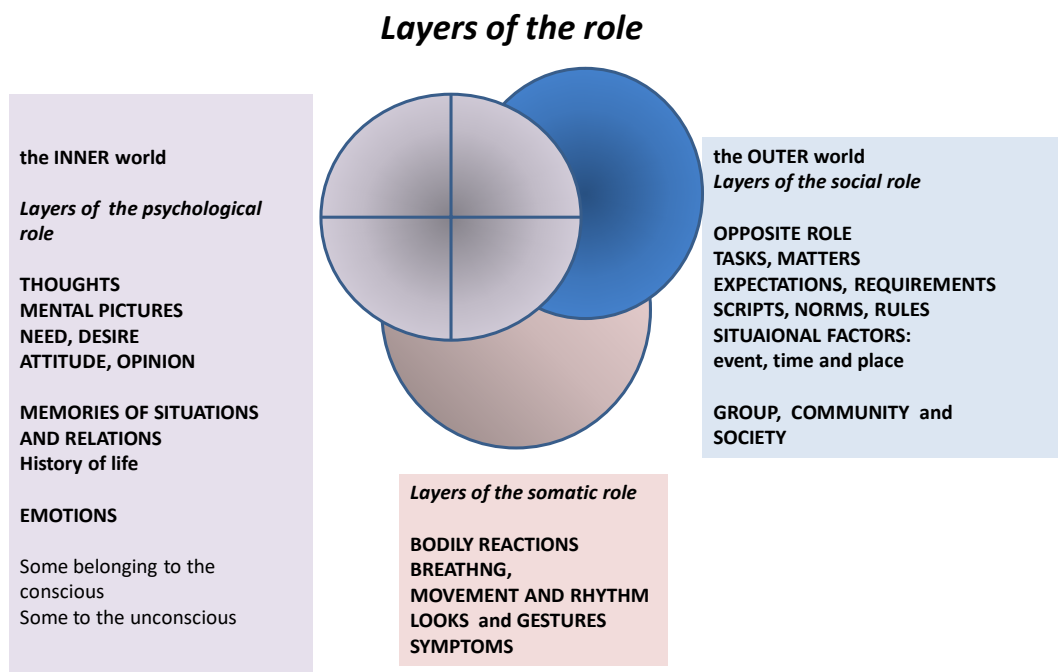 Layers of the role
the INNER world
Layers of the psychological
role
THOUGHTS
MENTAL PICTURES
NEED, DESIRE
ATTITUDE, OPINION
MEMORIES OF SITUATIONS
AND RELATIONS
History of life
EMOTIONS
Some belonging to the
conscious
Some to the unconscious
the OUTER world
Layers of the social role
OPPOSITE ROLE
TASKS, MATTERS
EXPECTATIONS, REQUIREMENTS
SCRIPTS, NORMS, RULES
SITUAIONAL FACTORS:
event, time and place
GROUP, COMMUNITY and
SOCIETY
Layers of the somatic role
BODILY REACTIONS
BREATHNG,
MOVEMENT AND RHYTHM
LOOKS and GESTURES
SYMPTOMS